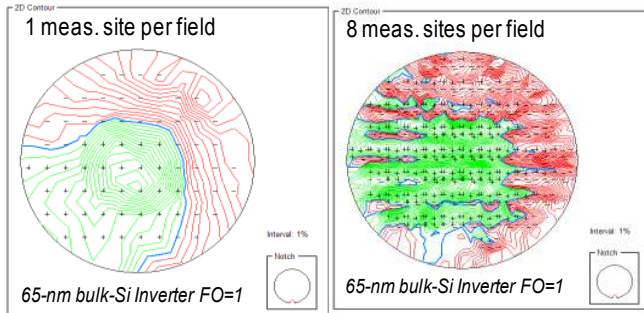 2D Contour
1 meas. site per field
Interval: 1%
Notch
65-nm bulk-Si Inverter FO=1
2D Contour
8 meas. sites per field
Interval: 1%
Notch
65-nm bulk-Si Inverter FO=1